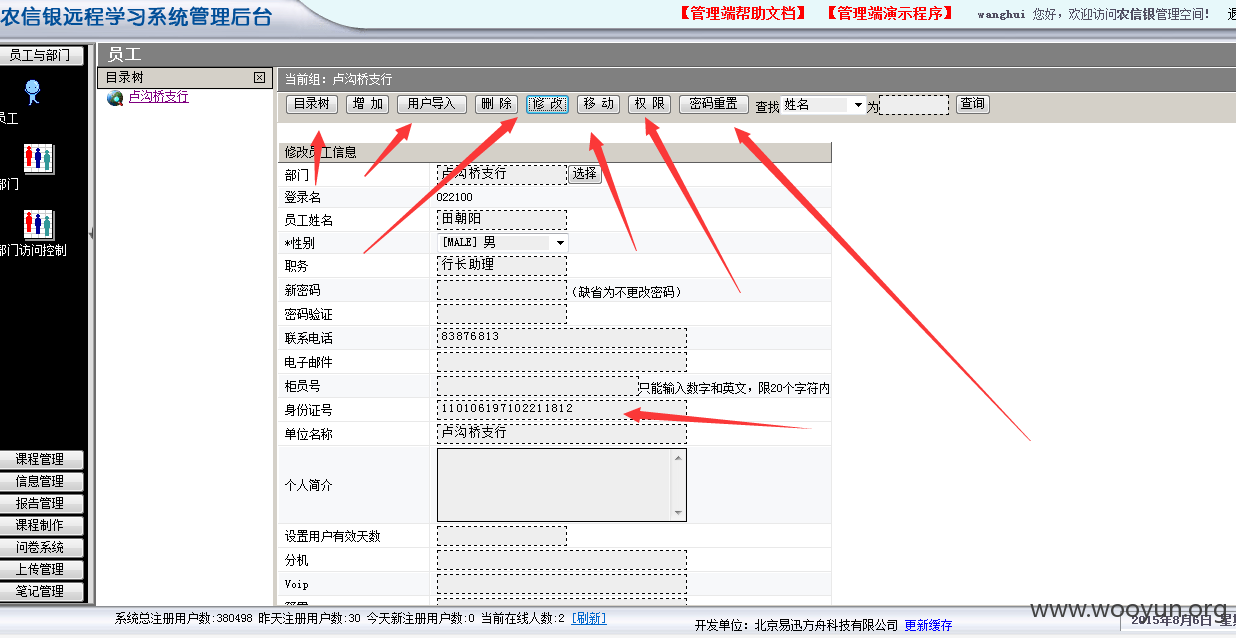 农信银远程学习系统管理后台
【管理端帮助文档】 【管理端演示程序】 wanghui 您好，欢迎访问农信银管理空间！ 退
员工与部门
员工
目录树
卢沟桥支行
当前组：卢沟桥支行
目录树 增 加 用户导入 删 除 修 改 移 动 权 限 密码重置 查找 姓名 为 查询
员工
部门
部门访问控制
修改员工信息
部门 卢沟桥支行 选择
登录名 022100
员工姓名 田朝阳
*性别 [MALE] 男
职务 行长助理
新密码 （缺省为不更改密码）
密码验证
联系电话 83876813
电子邮件
柜员号 只能输入数字和英文，限20个字符内
身份证号 110106197102211812
单位名称 卢沟桥支行
个人简介
设置用户有效天数
分机
Voip
课程管理
信息管理
报告管理
课程制作
问卷系统
上传管理
笔记管理
系统总注册用户数:380498 昨天注册用户数:30 今天新注册用户数:0 当前在线人数:2 [刷新]
开发单位：北京易迅方舟科技有限公司 更新缓存
2015年8月6日 星
www.wooyun.org